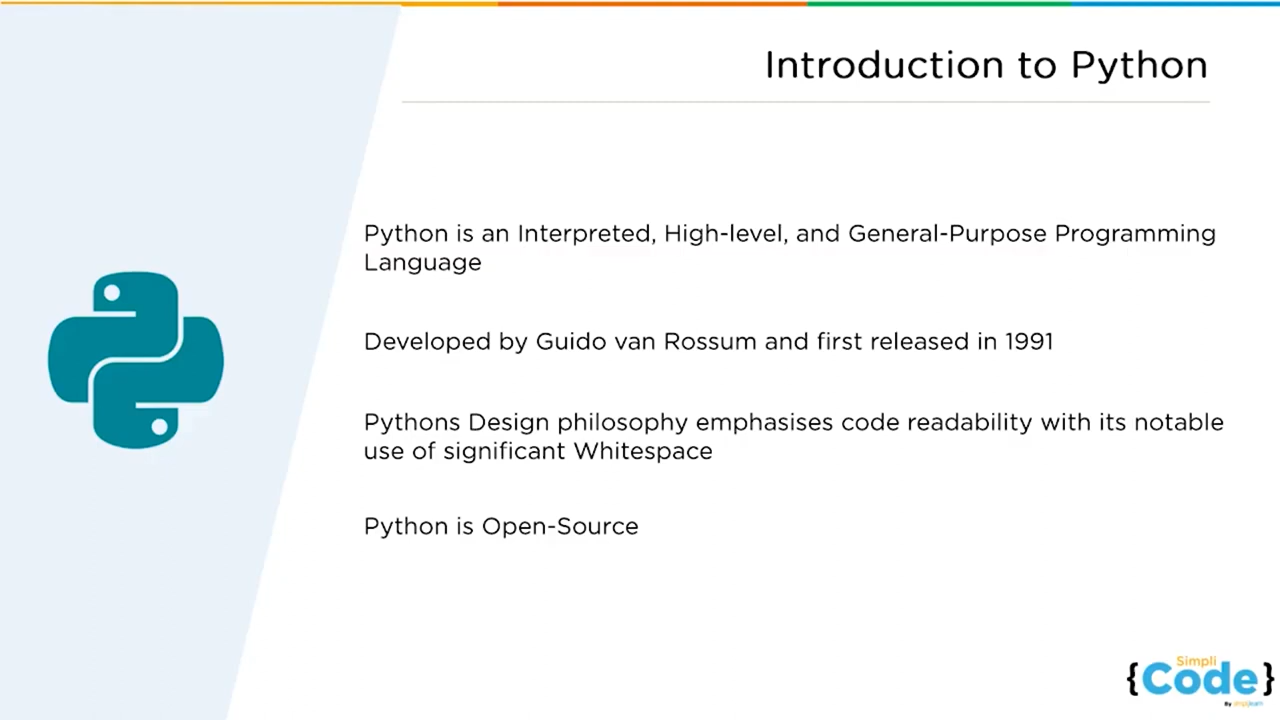 Introduction to Python
Python is an Interpreted, High-level, and General-Purpose Programming
Language
Developed by Guido van Rossum and first released in 1991
Pythons Design philosophy emphasises code readability with its notable
use of significant Whitespace
Python is Open-Source
Simpli
{Code}
By simplilearn